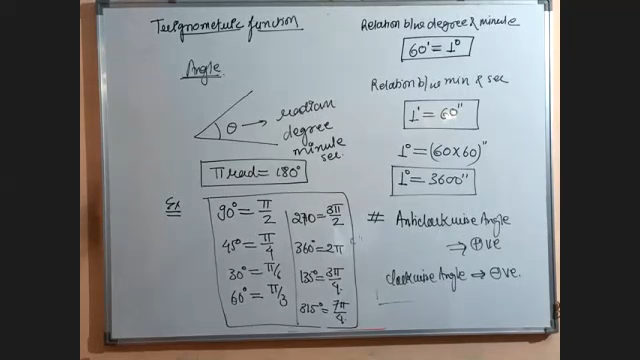 Terignometric function
Angle
θ → radian
degree
minute
sec.
π rad = 180°
Ex
90° = π/2
45° = π/4
30° = π/6
60° = π/3
270 = 3π/2
360° = 2π
135° = 3π/4
315° = 7π/4
Relation b/w degree & minute
60' = 1°
Relation b/w min & sec
1' = 60"
1° = (60×60)"
1° = 3600"
# Anticlockwise Angle
⇒ ⊕ve
clockwise Angle → ⊖ve.